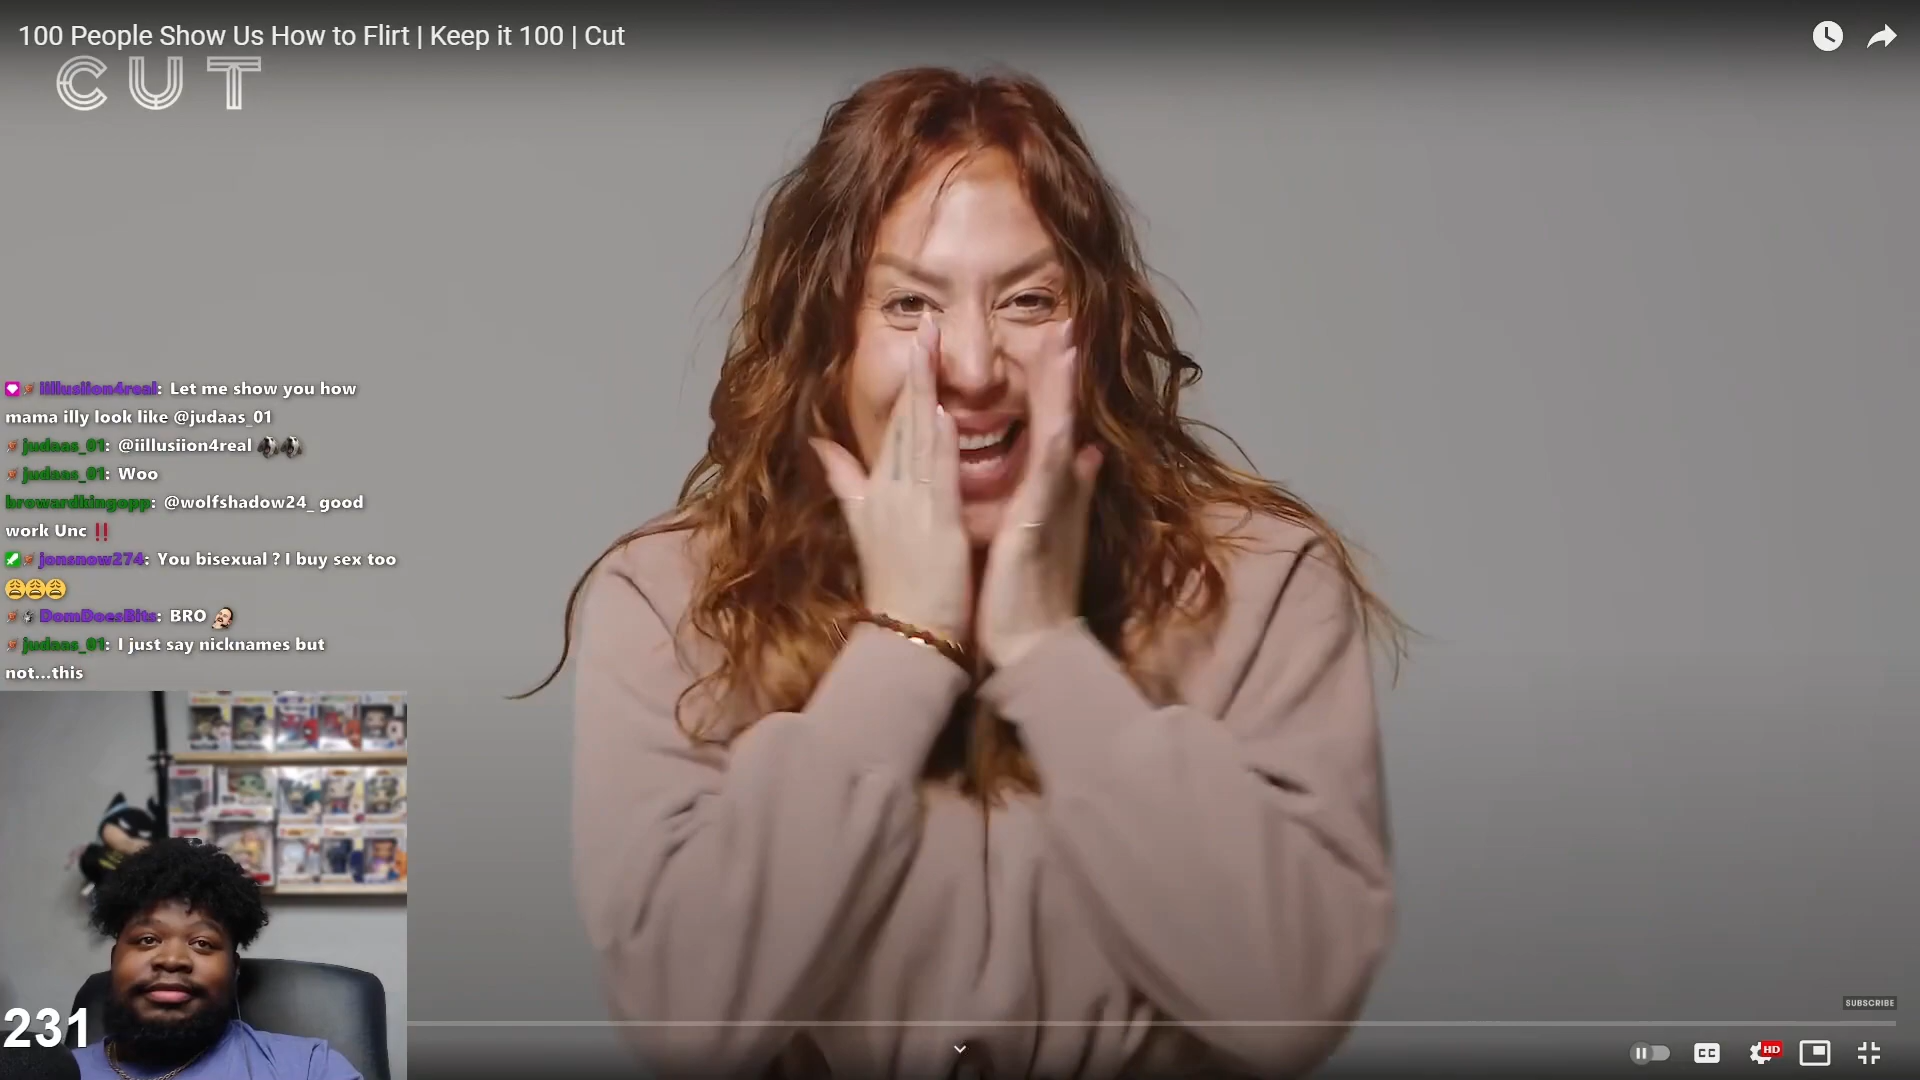 100 People Show Us How to Flirt | Keep it 100 | Cut
CUT
iillusiion4real: Let me show you how
mama illy look like @judaas_01
judaas_01: @iillusiion4real
judaas_01: Woo
browardkingopp: @wolfshadow24_ good
work Unc ‼️
jonsnow274: You bisexual ? I buy sex too
😩😩😩
DomDoesBits: BRO
judaas_01: I just say nicknames but
not...this
231
SUBSCRIBE
CC
HD